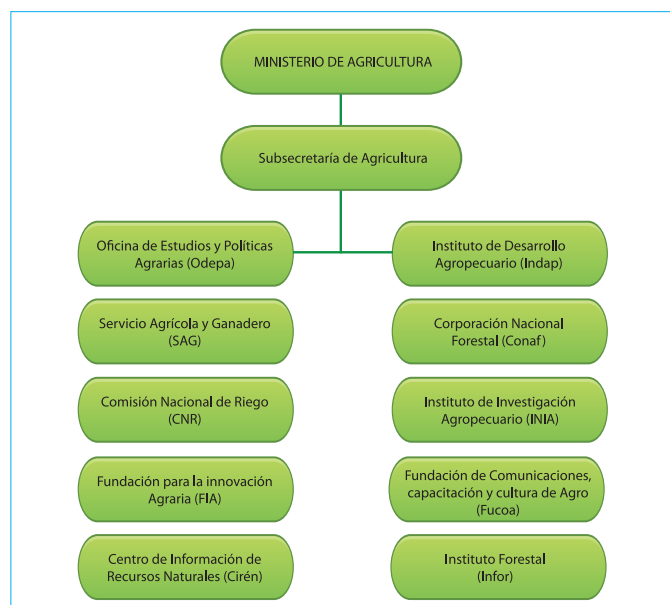 MINISTERIO DE AGRICULTURA
Subsecretaría de Agricultura
Oficina de Estudios y Políticas
Agrarias (Odepa)
Instituto de Desarrollo
Agropecuario (Indap)
Servicio Agrícola y Ganadero
(SAG)
Corporación Nacional
Forestal (Conaf)
Comisión Nacional de Riego
(CNR)
Instituto de Investigación
Agropecuario (INIA)
Fundación para la innovación
Agraria (FIA)
Fundación de Comunicaciones,
capacitación y cultura de Agro
(Fucoa)
Centro de Información de
Recursos Naturales (Cirén)
Instituto Forestal
(Infor)